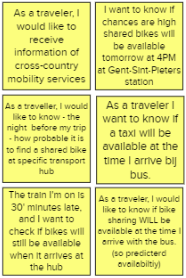 As a traveler, I
would like to
receive
information of
cross-country
mobility services
I want to know if
chances are high
shared bikes will
be available
tomorrow at 4PM
at Gent-Sint-Pieters
station
As a traveller, I would
like to know - the
night before my trip
- how probable it is
to find a shared bike
at specific transport
hub
As a traveler I
want to know if
a taxi will be
available at the
time I arrive bij
bus.
The train I'm on is
30' minutes late,
and I want to
check if bikes will
still be available
when it arrives at
the hub
As a traveler, I would
like to know if bike
sharing WILL be
available at the time I
arrive with the bus.
(so predicterd
availability)